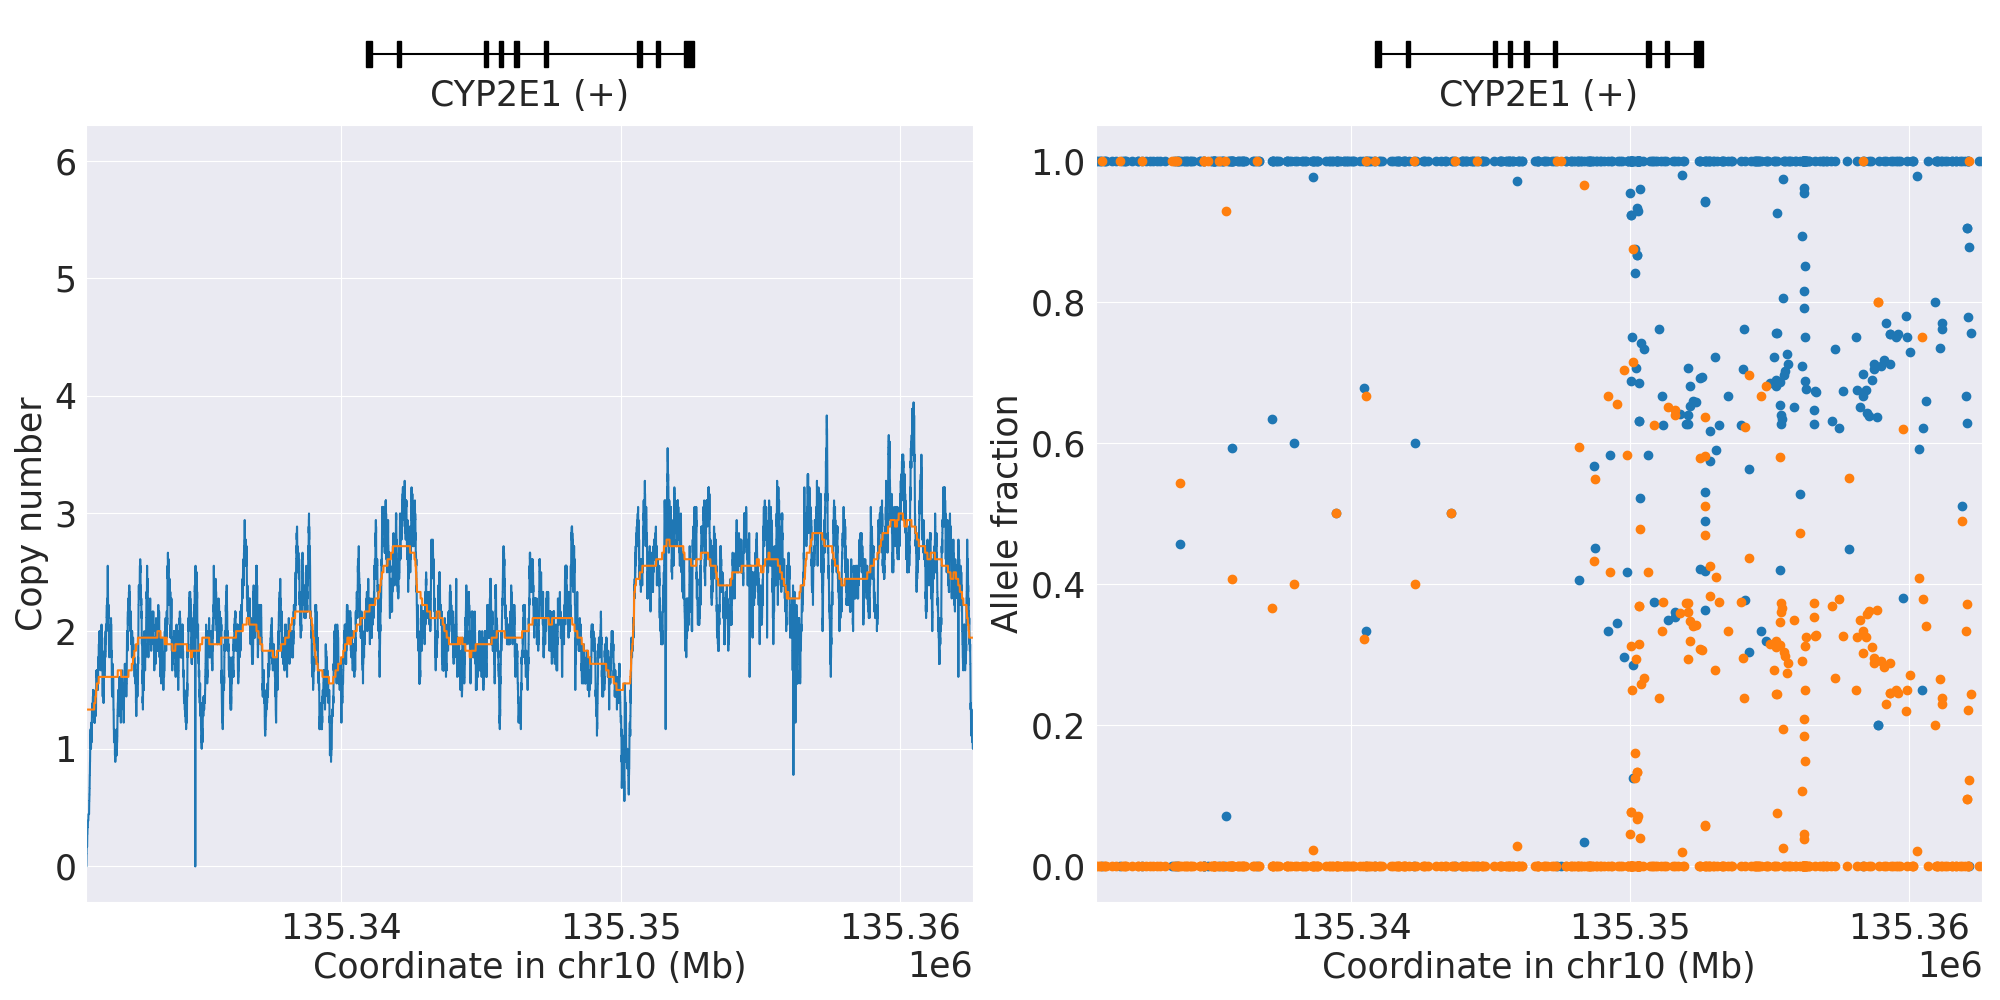 CYP2E1 (+)
6
5
4
3
2
1
0
Copy number
135.34 135.35 135.36
Coordinate in chr10 (Mb)
1e6
CYP2E1 (+)
1.0
0.8
0.6
0.4
0.2
0.0
Allele fraction
135.34 135.35 135.36
Coordinate in chr10 (Mb)
1e6